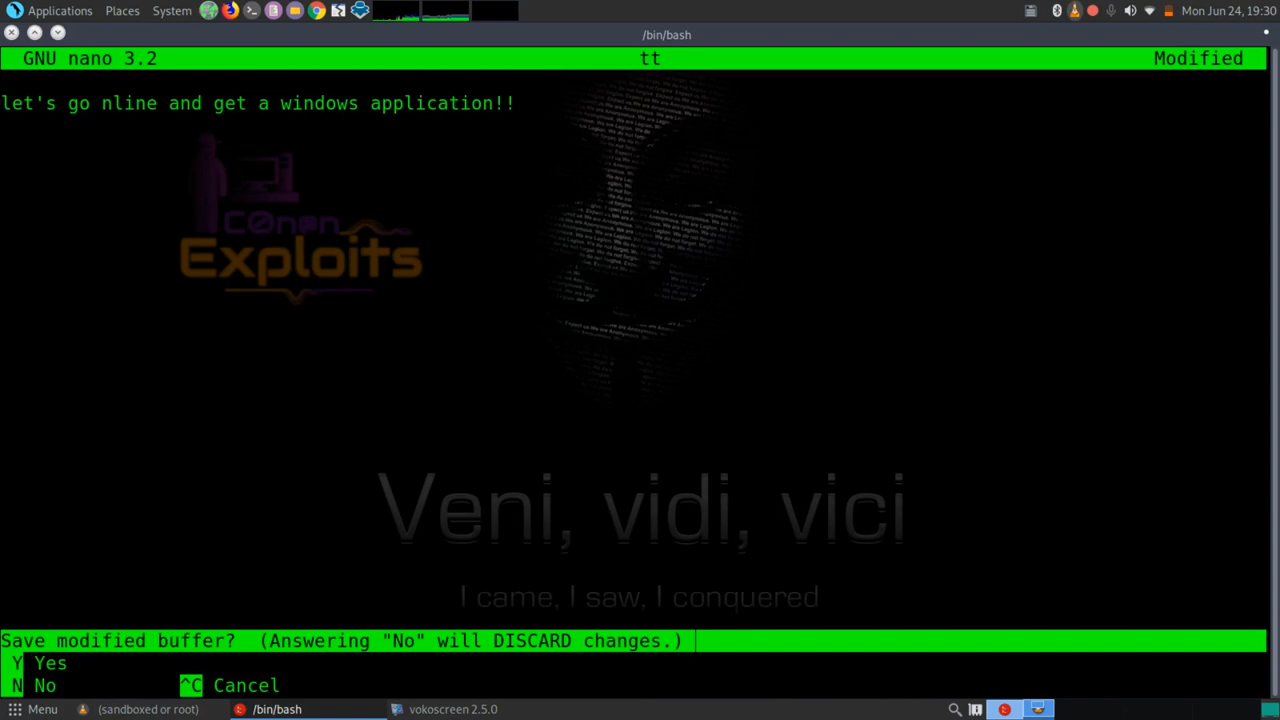 Applications Places System Mon Jun 24, 19:30
/bin/bash
GNU nano 3.2 tt Modified
let's go nline and get a windows application!!
C0nan
Exploits
Veni, vidi, vici
I came, I saw, I conquered
Save modified buffer? (Answering "No" will DISCARD changes.)
Y Yes
N No ^C Cancel
Menu (sandboxed or root) /bin/bash vokoscreen 2.5.0